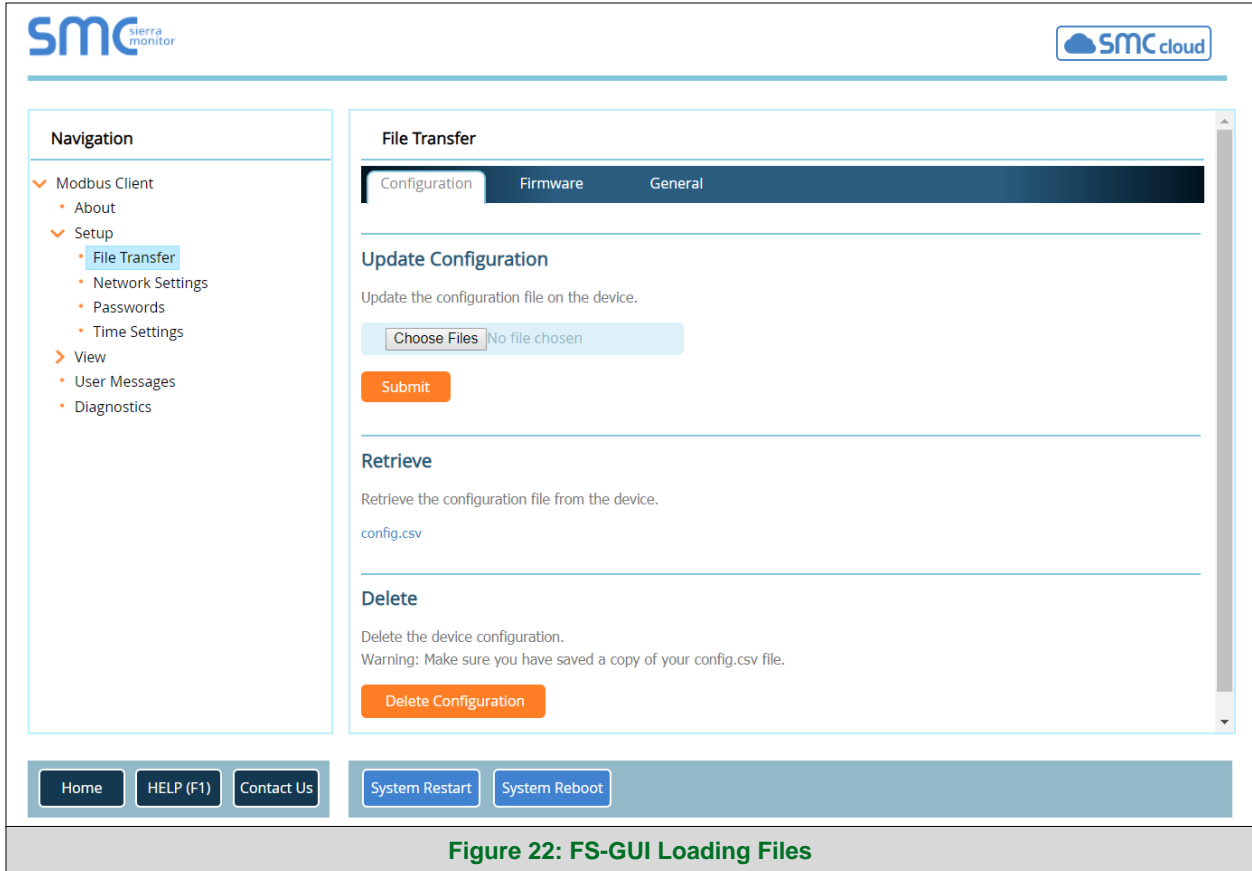 SMC sierra monitor
SMC cloud
Navigation
Modbus Client
About
Setup
File Transfer
Network Settings
Passwords
Time Settings
View
User Messages
Diagnostics
File Transfer
Configuration Firmware General
Update Configuration
Update the configuration file on the device.
Choose Files No file chosen
Submit
Retrieve
Retrieve the configuration file from the device.
config.csv
Delete
Delete the device configuration.
Warning: Make sure you have saved a copy of your config.csv file.
Delete Configuration
Home HELP (F1) Contact Us System Restart System Reboot
Figure 22: FS-GUI Loading Files